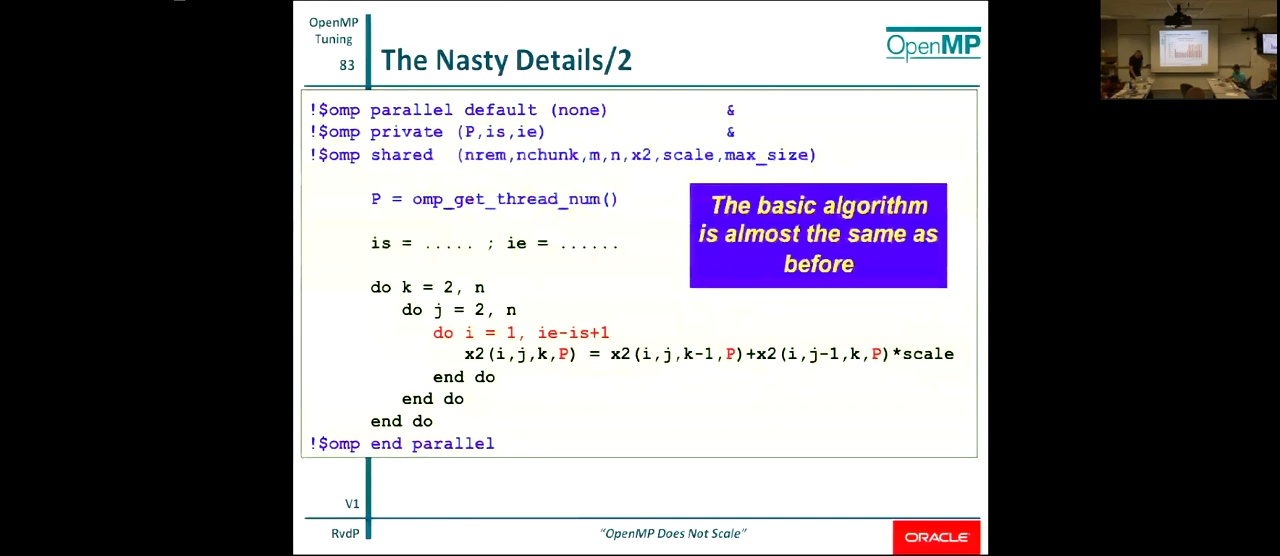 OpenMP
Tuning
83
The Nasty Details/2
OpenMP
!$omp parallel default (none) &
!$omp private (P,is,ie) &
!$omp shared (nrem,nchunk,m,n,x2,scale,max_size)
P = omp_get_thread_num()
is = ..... ; ie = ......
The basic algorithm
is almost the same as
before
do k = 2, n
do j = 2, n
do i = 1, ie-is+1
x2(i,j,k,P) = x2(i,j,k-1,P)+x2(i,j-1,k,P)*scale
end do
end do
end do
!$omp end parallel
V1
RvdP
"OpenMP Does Not Scale"
ORACLE